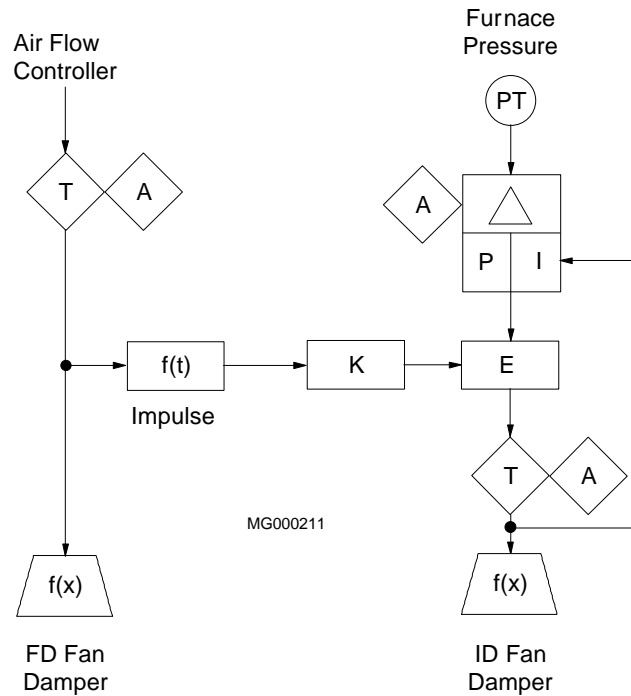 Furnace
Pressure
Air Flow
Controller
PT
T
A
A
P
I
f(t)
K
E
Impulse
T
A
MG000211
f(x)
f(x)
FD Fan
Damper
ID Fan
Damper